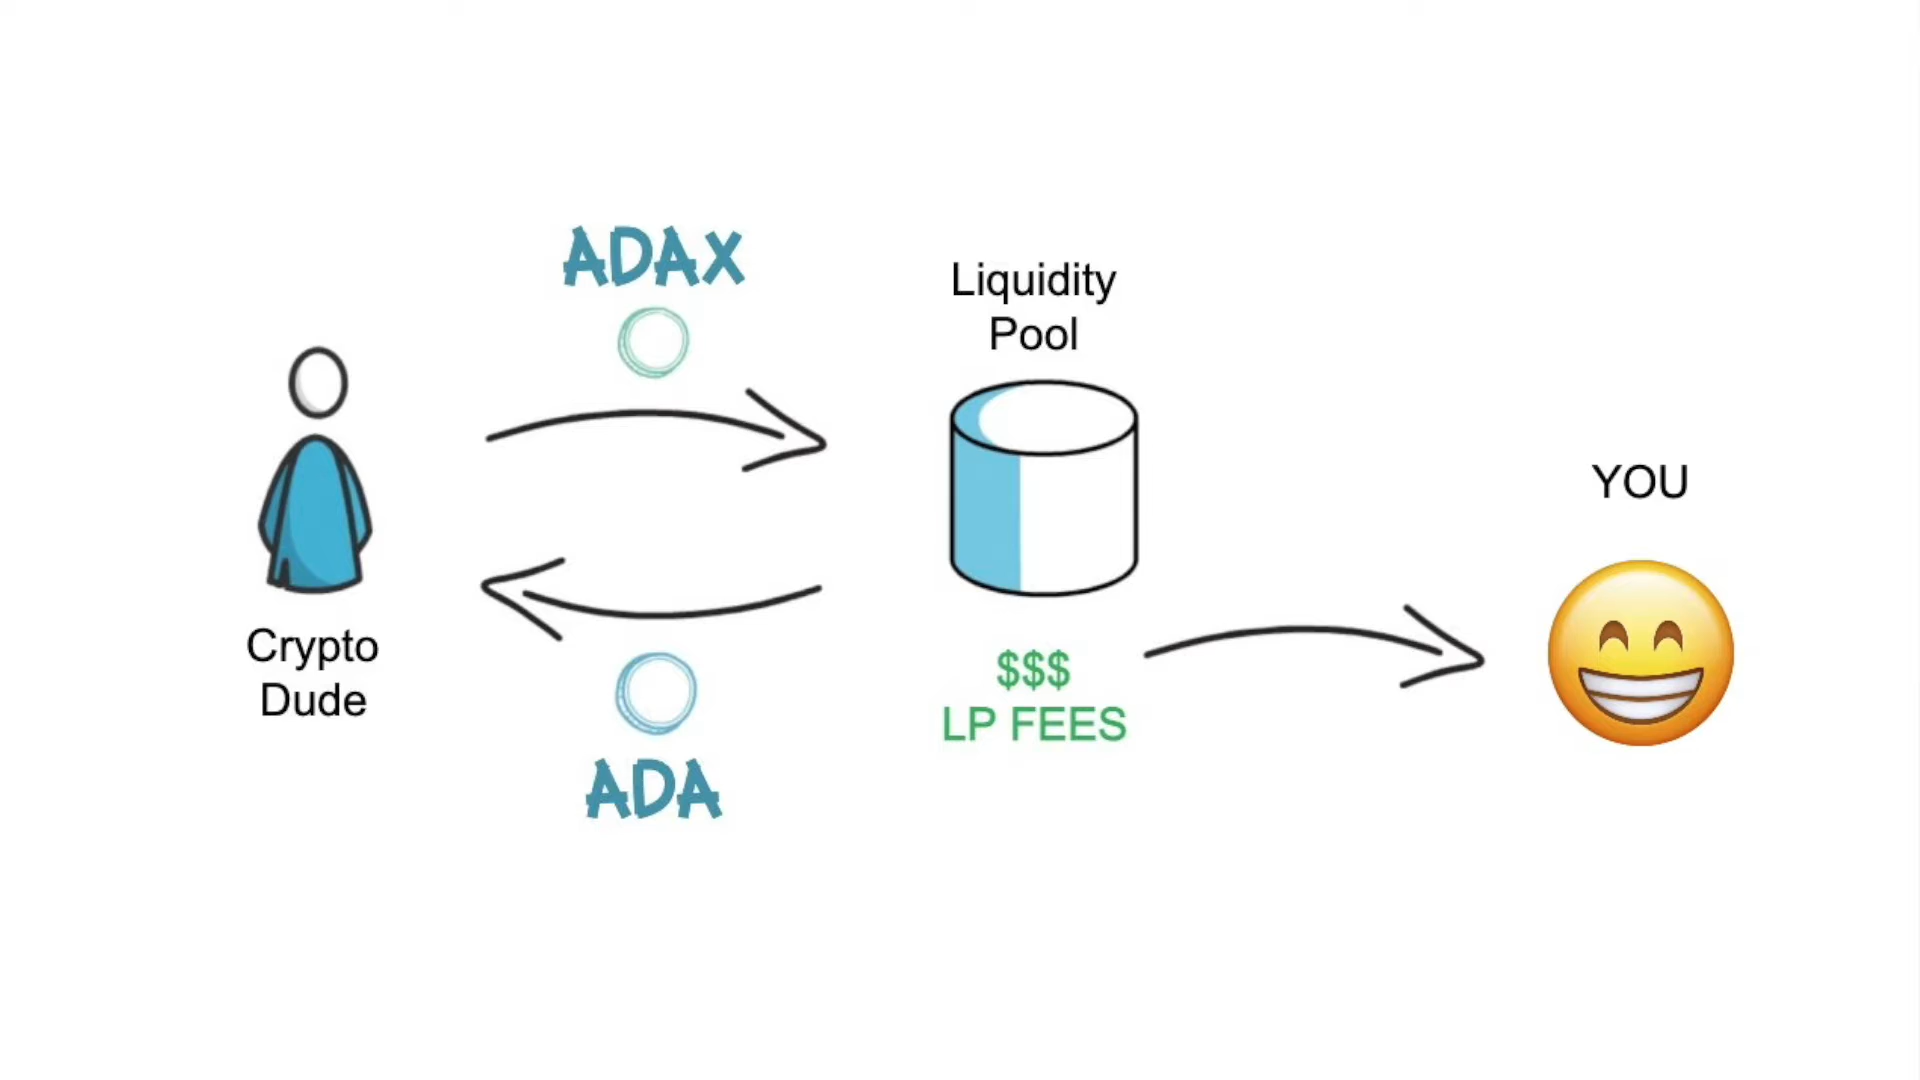 ADAX
Liquidity
Pool
YOU
Crypto
Dude
$$$
LP FEES
ADA